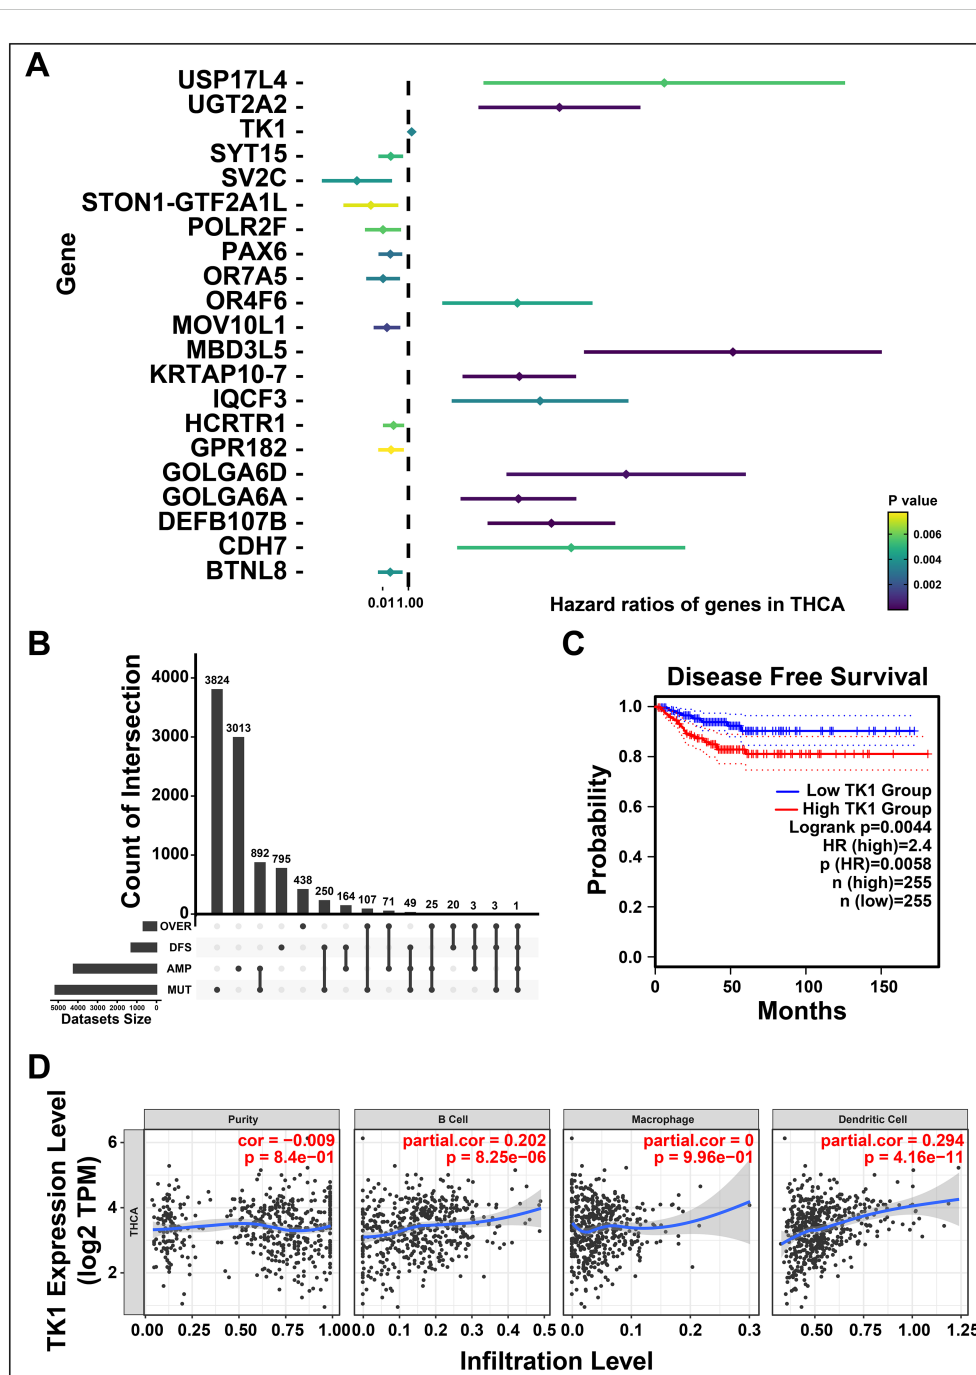 A
USP17L4
UGT2A2
TK1
SYT15
SV2C
STON1-GTF2A1L
POLR2F
PAX6
OR7A5
OR4F6
MOV10L1
MBD3L5
KRTAP10-7
IQCF3
HCRTR1
GPR182
GOLGA6D
GOLGA6A
DEFB107B
CDH7
BTNL8
Gene
0.01 1.00
Hazard ratios of genes in THCA
P value
0.006
0.004
0.002
B
Count of Intersection
4000
3000
2000
1000
0
3824 3013 892 795 438 250 164 107 71 49 25 20 3 3 1
OVER
DFS
AMP
MUT
5000 4000 3000 2000 1000 0
Datasets Size
C
Disease Free Survival
Probability
1.0
0.8
0.6
0.4
0.2
0.0
Low TK1 Group
High TK1 Group
Logrank p=0.0044
HR (high)=2.4
p (HR)=0.0058
n (high)=255
n (low)=255
0 50 100 150
Months
D
TK1 Expression Level
(log2 TPM)
THCA
6
4
2
Purity
cor = −0.009
p = 8.4e−01
0.00 0.25 0.50 0.75 1.00
B Cell
partial.cor = 0.202
p = 8.25e−06
0.0 0.1 0.2 0.3 0.4 0.5
Macrophage
partial.cor = 0
p = 9.96e−01
0.0 0.1 0.2 0.3
Dendritic Cell
partial.cor = 0.294
p = 4.16e−11
0.50 0.75 1.00 1.25
Infiltration Level